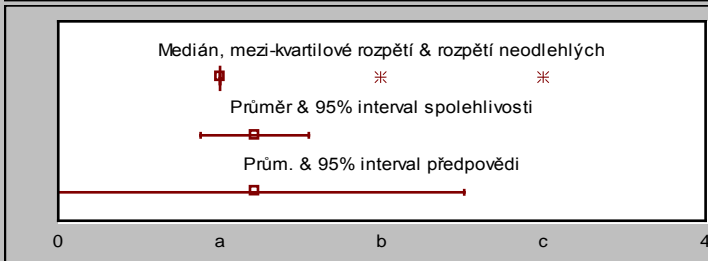 Medián, mezi-kvartilové rozpětí & rozpětí neodlehlých
Průměr & 95% interval spolehlivosti
Prům. & 95% interval předpovědi
0 a b c 4